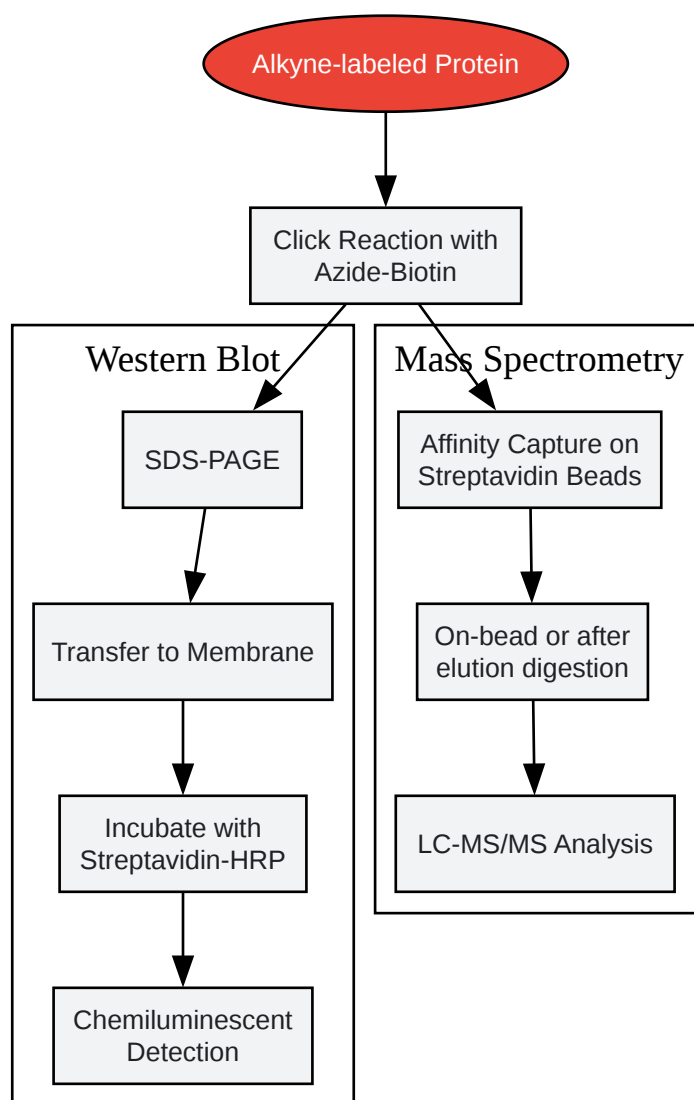 Alkyne-labeled Protein
Click Reaction with
Azide-Biotin
Western Blot
SDS-PAGE
Transfer to Membrane
Incubate with
Streptavidin-HRP
Chemiluminescent
Detection
Mass Spectrometry
Affinity Capture on
Streptavidin Beads
On-bead or after
elution digestion
LC-MS/MS Analysis